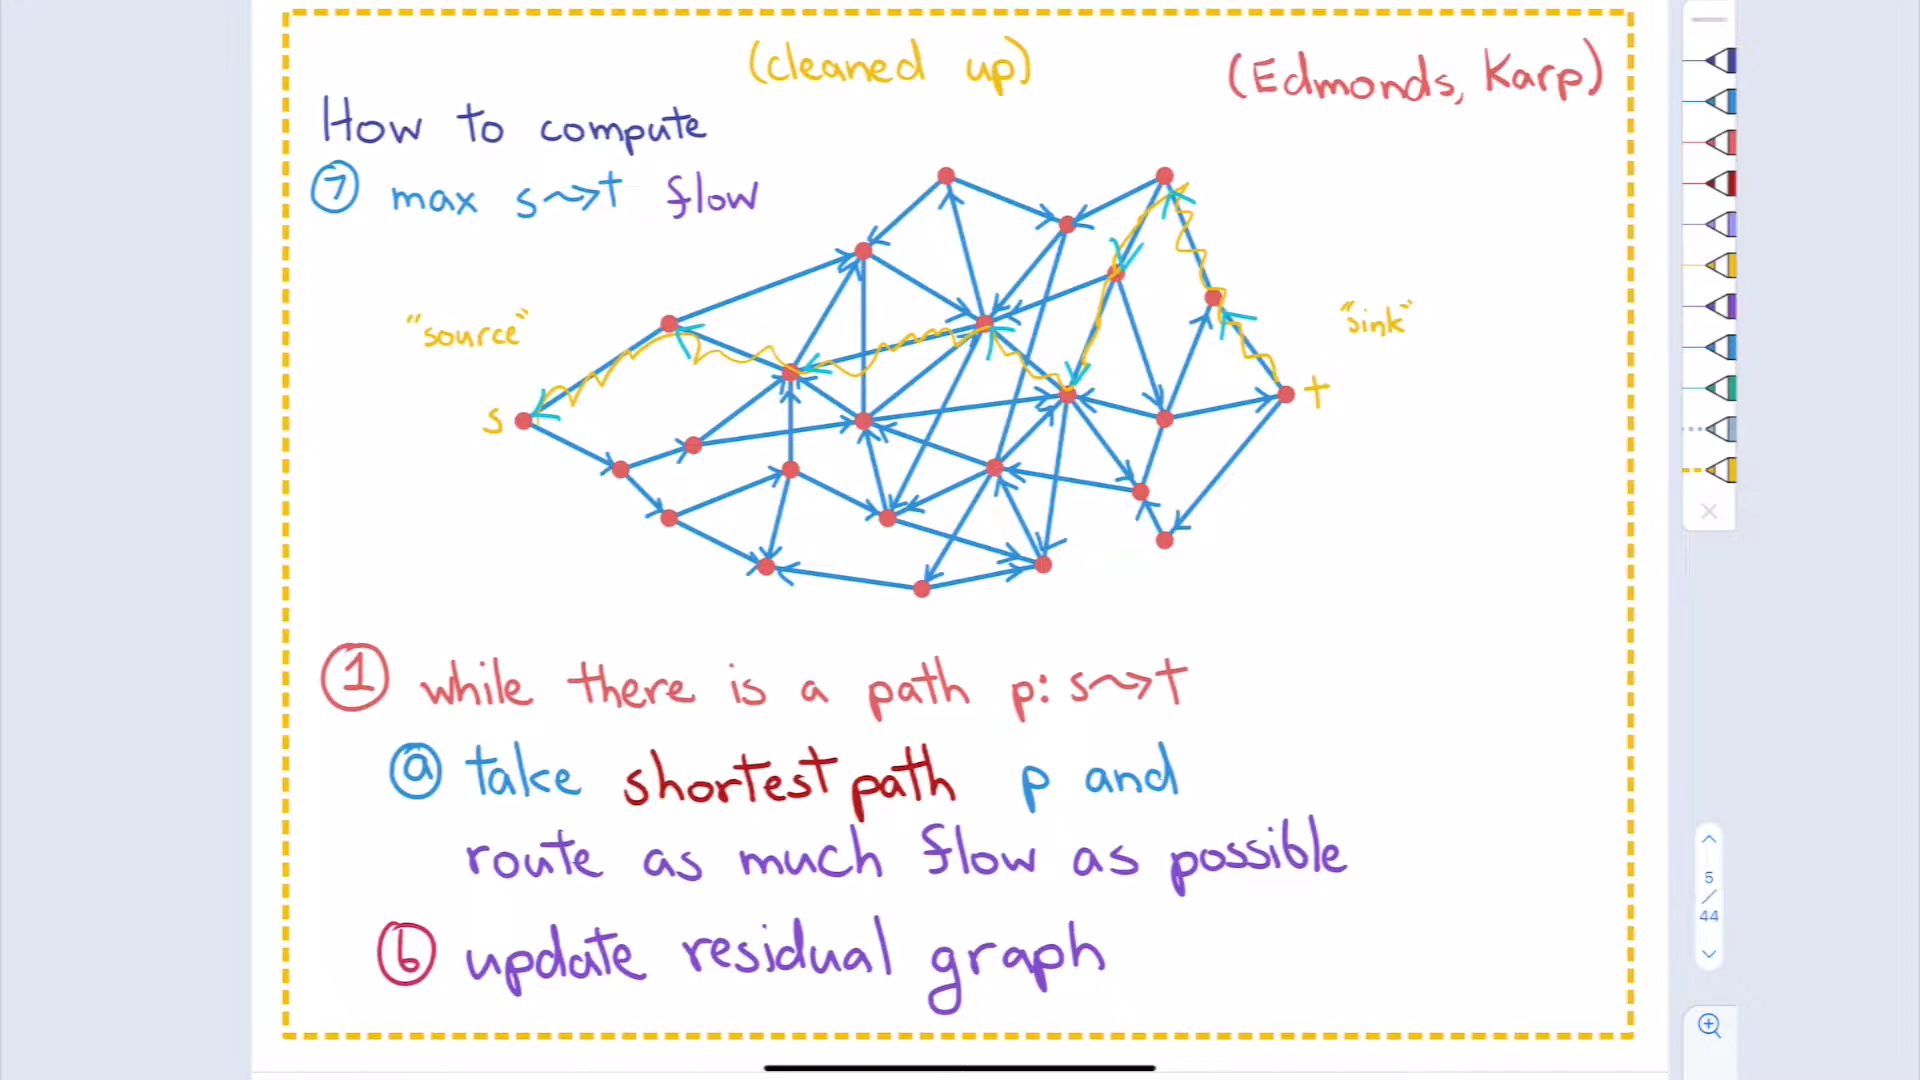 (cleaned up)
(Edmonds, Karp)
How to compute
? max s⇝t flow
"source"
"sink"
s
t
① while there is a path p: s⇝t
ⓐ take shortest path p and
route as much flow as possible
ⓑ update residual graph
5
/
44